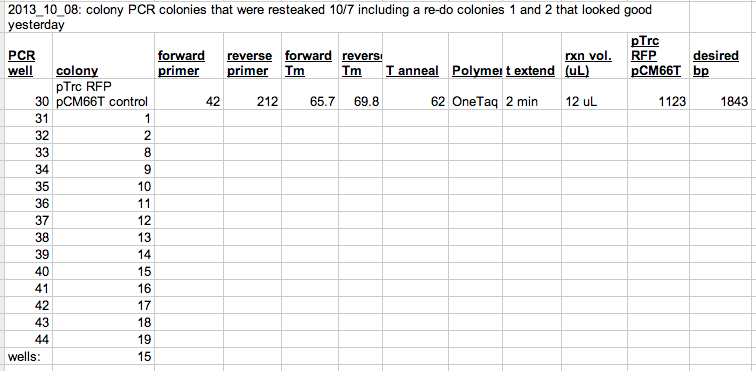 2013_10_08: colony PCR colonies that were resteaked 10/7 including a re-do colonies 1 and 2 that looked good
yesterday
PCR well colony forward primer reverse primer forward Tm revers Tm T anneal Polymer t extend rxn vol. (uL) pTrc RFP pCM66T desired bp
30 pTrc RFP pCM66T control 42 212 65.7 69.8 62 OneTaq 2 min 12 uL 1123 1843
31 1
32 2
33 8
34 9
35 10
36 11
37 12
38 13
39 14
40 15
41 16
42 17
43 18
44 19
wells: 15